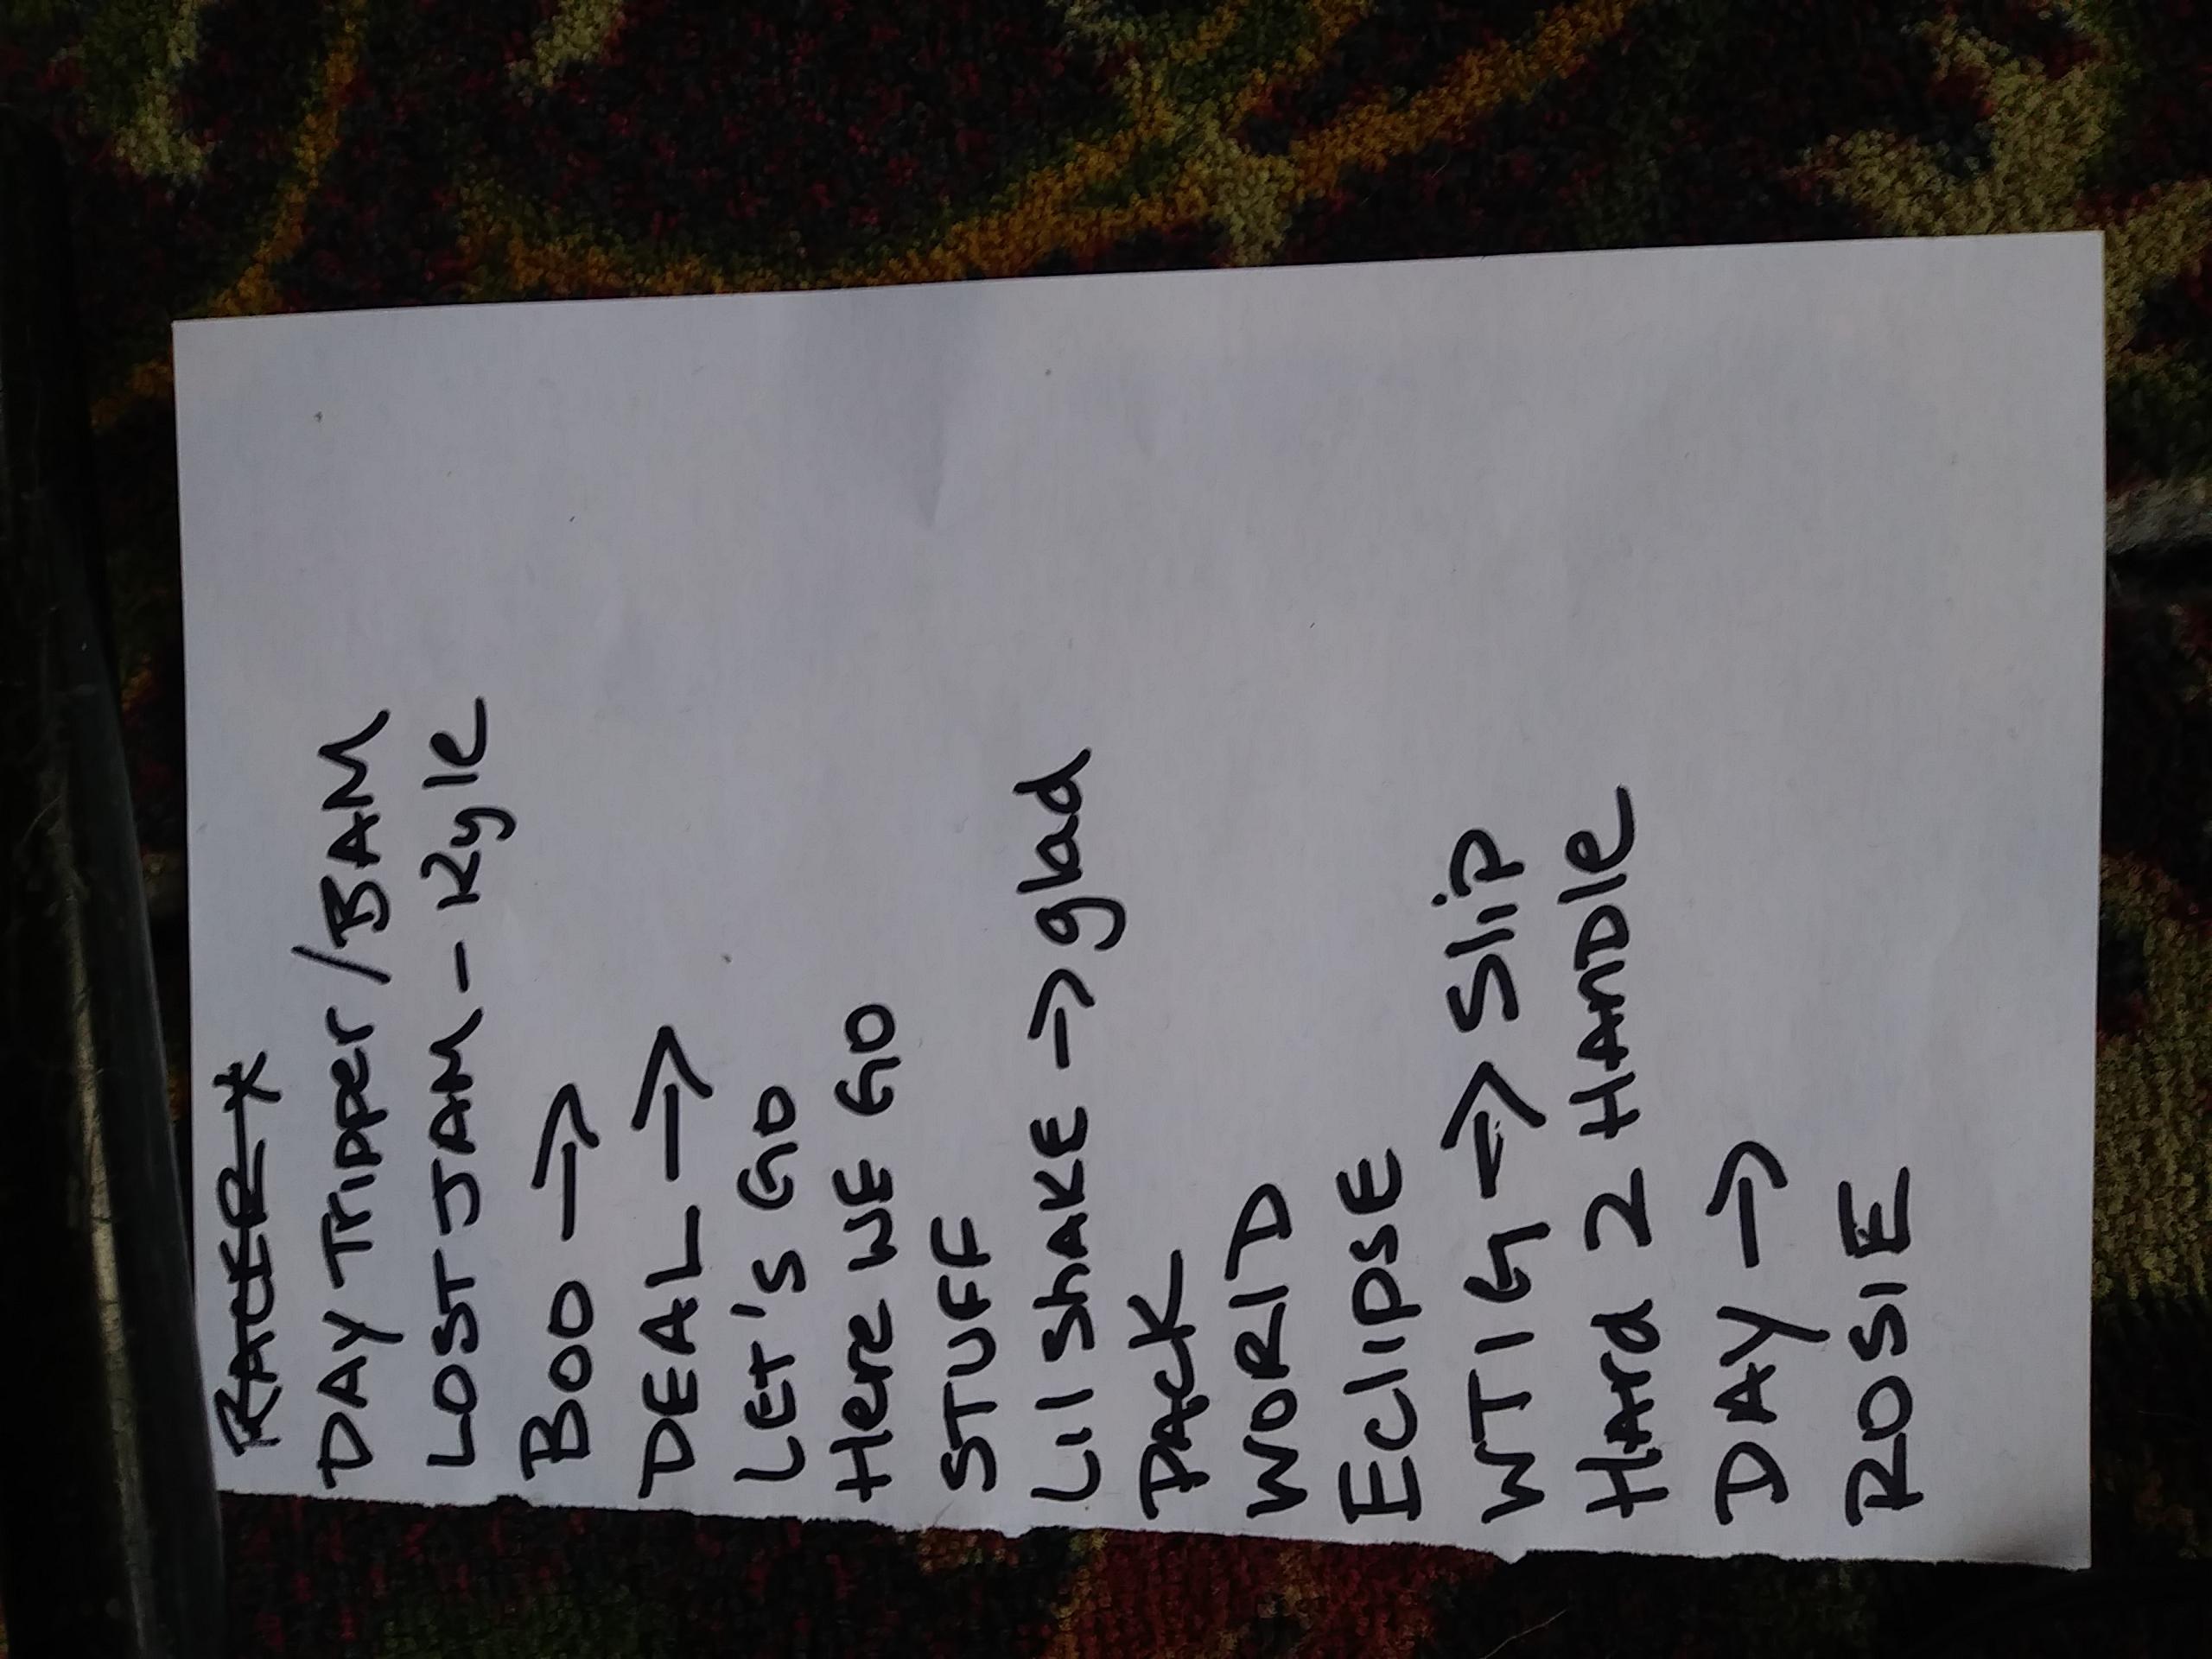 RACER *
DAY Tripper / BAM
LOST JAM - Kyle
Boo →
DEAL →
LET's GO
Here WE GO
STUFF
Lil ShAKE → glad
PACK
WORlD
EclIPSE
WTIG → Slip
Hard 2 HAnDle
DAY →
ROSIE